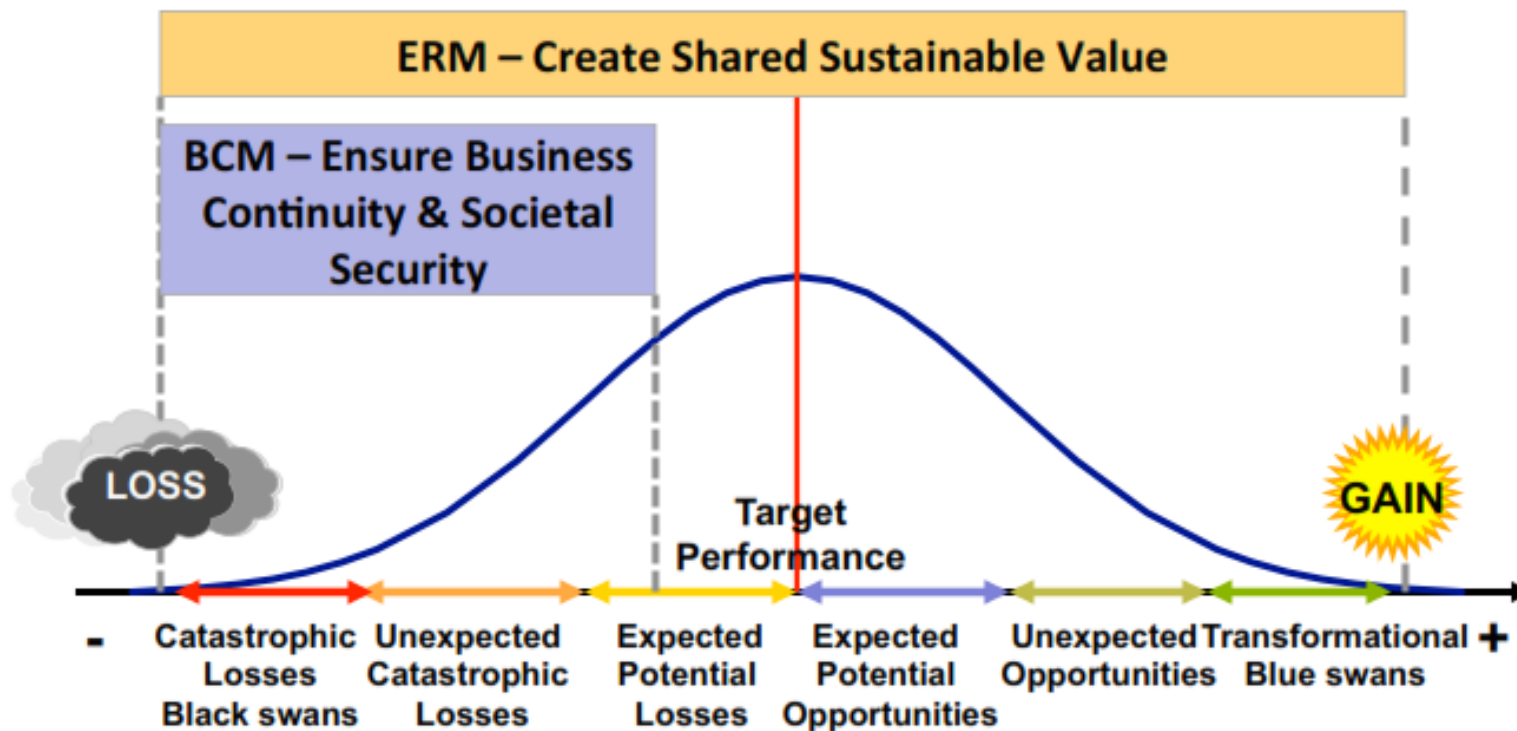 ERM – Create Shared Sustainable Value
BCM – Ensure Business
Continuity & Societal
Security
LOSS
GAIN
Target
Performance
-
Catastrophic
Losses
Black swans
Unexpected
Catastrophic
Losses
Expected
Potential
Losses
Expected
Potential
Opportunities
Unexpected
Opportunities
Transformational
Blue swans
+